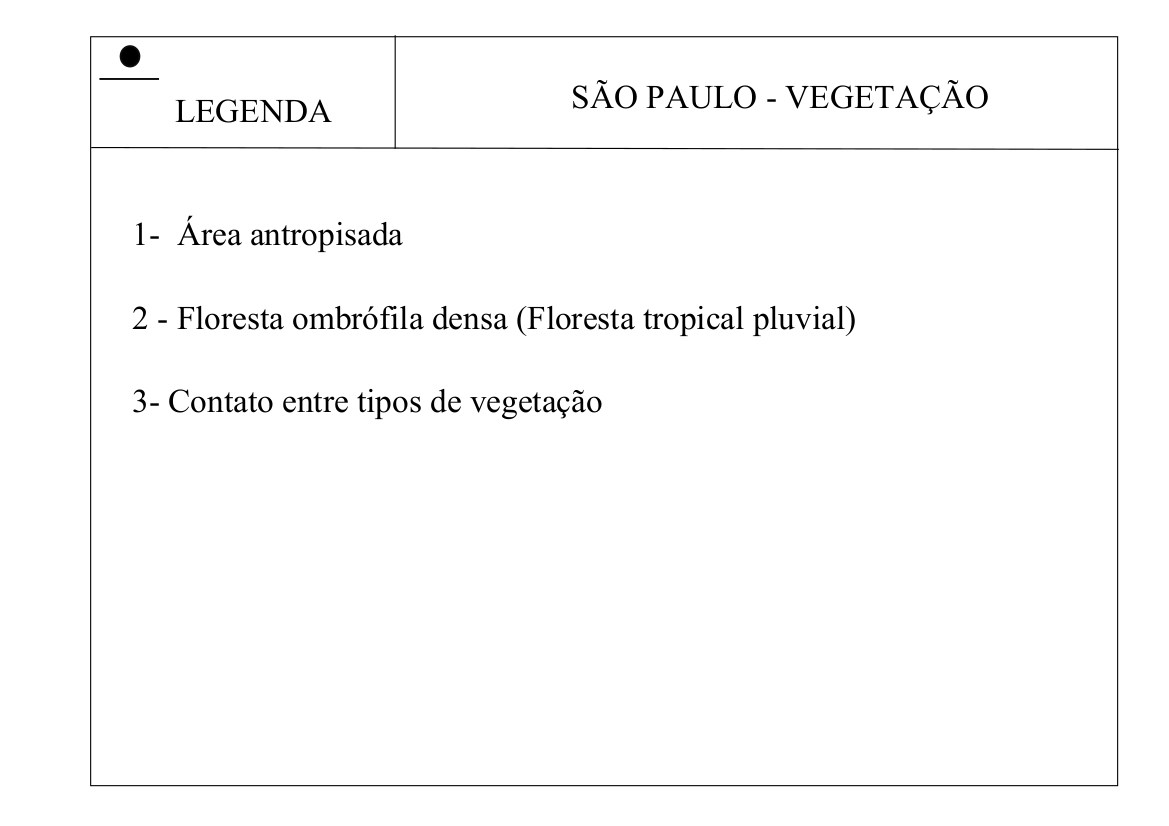 LEGENDA
SÃO PAULO - VEGETAÇÃO
1- Área antropisada
2 - Floresta ombrófila densa (Floresta tropical pluvial)
3- Contato entre tipos de vegetação